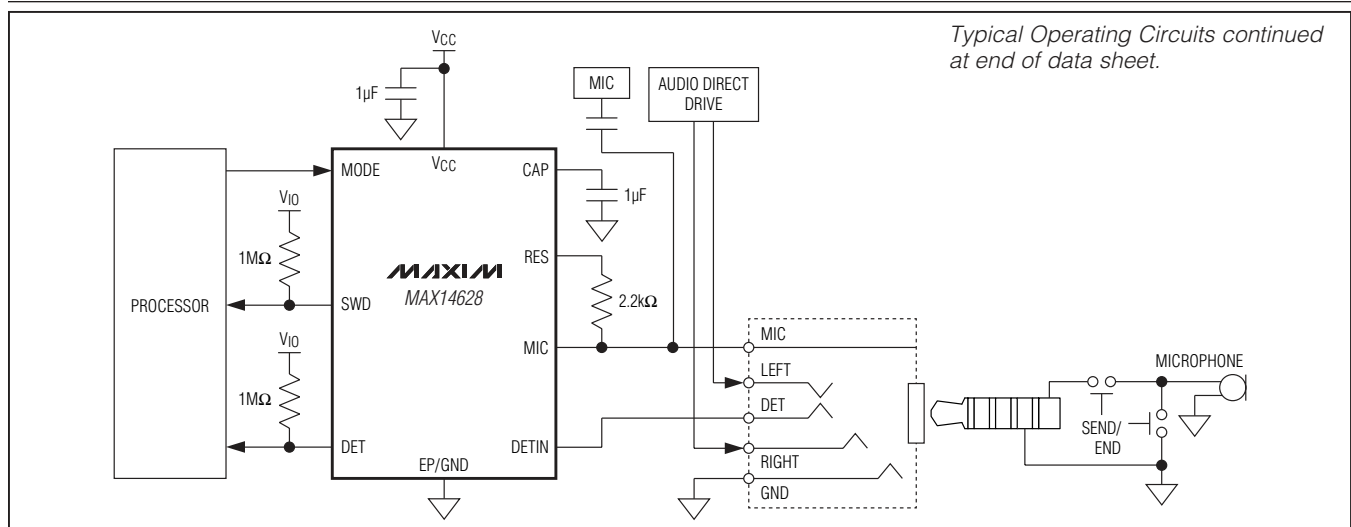 Typical Operating Circuits continued
at end of data sheet.
VCC
1µF
MIC
AUDIO DIRECT
DRIVE
MODE
VCC
CAP
1µF
VIO
1MΩ
RES
2.2kΩ
MAXIM
MAX14628
PROCESSOR
SWD
MIC
VIO
1MΩ
DET
DETIN
EP/GND
MIC
LEFT
DET
RIGHT
GND
MICROPHONE
SEND/
END